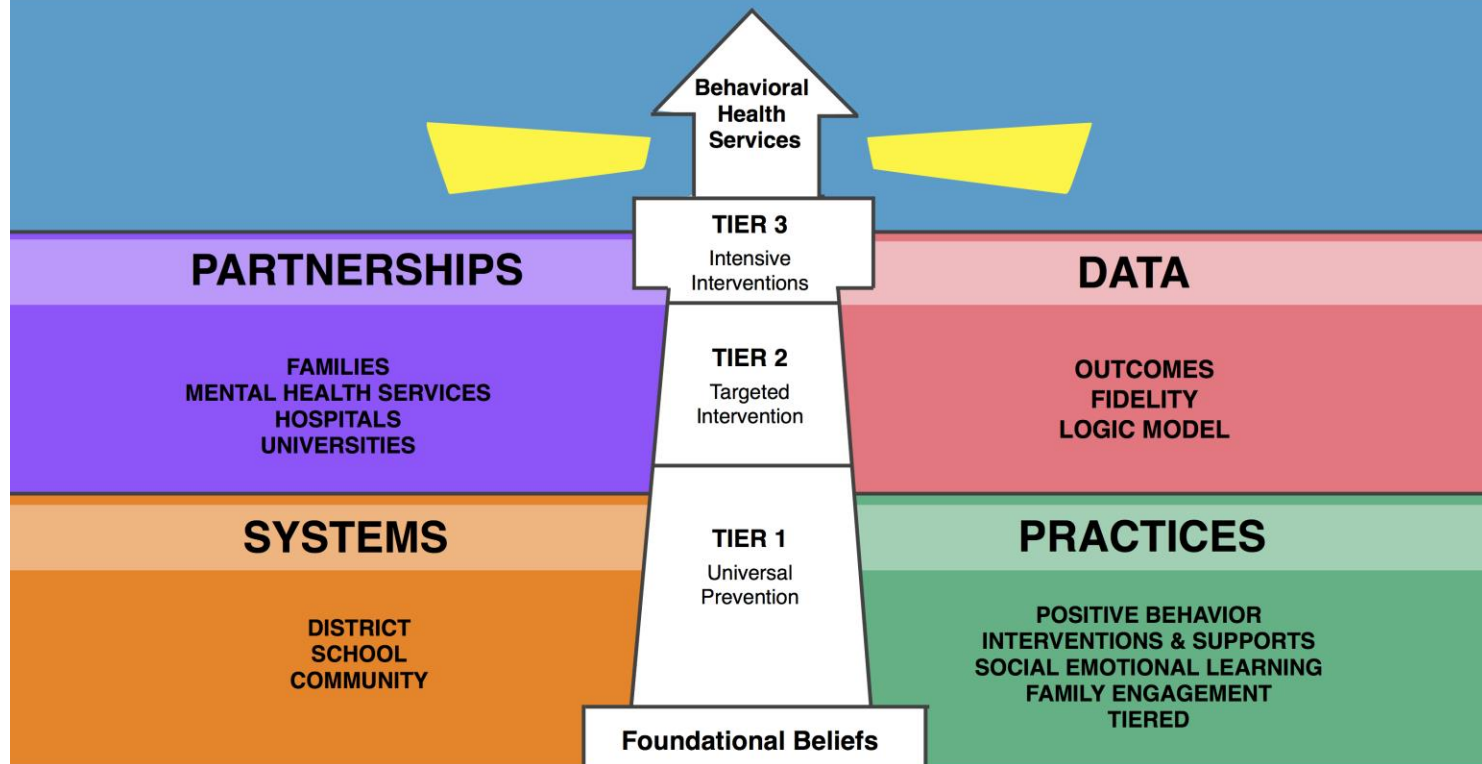 Behavioral
Health
Services
TIER 3
Intensive
Interventions
PARTNERSHIPS
FAMILIES
MENTAL HEALTH SERVICES
HOSPITALS
UNIVERSITIES
TIER 2
Targeted
Intervention
DATA
OUTCOMES
FIDELITY
LOGIC MODEL
SYSTEMS
DISTRICT
SCHOOL
COMMUNITY
TIER 1
Universal
Prevention
PRACTICES
POSITIVE BEHAVIOR
INTERVENTIONS & SUPPORTS
SOCIAL EMOTIONAL LEARNING
FAMILY ENGAGEMENT
TIERED
Foundational Beliefs